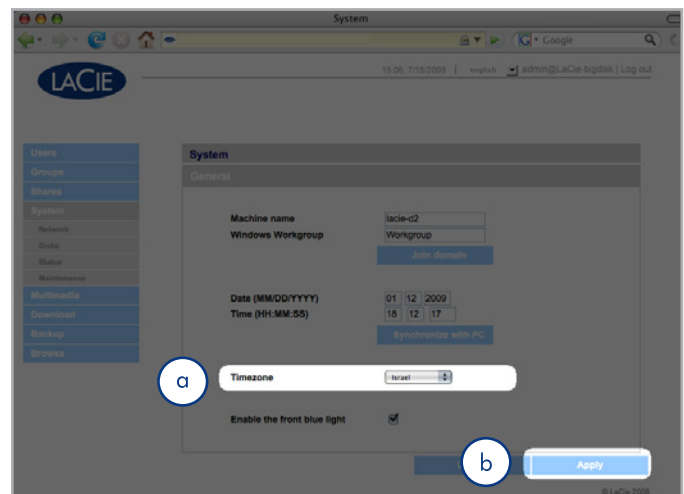 System
Google
LACIE
15:06, 7/16/2009 | english admin@LaCie-bigdisk | Log out
Users
Groups
Shares
System
Network
Disks
Status
Maintenance
Multimedia
Download
Backup
Browse
System
General
Machine name lacie-d2
Windows Workgroup Workgroup
Join domain
Date (MM/DD/YYYY) 01 12 2009
Time (HH:MM:SS) 18 12 17
Synchronize with PC
a
Timezone Israel
Enable the front blue light
b
Apply
© LaCie 2008